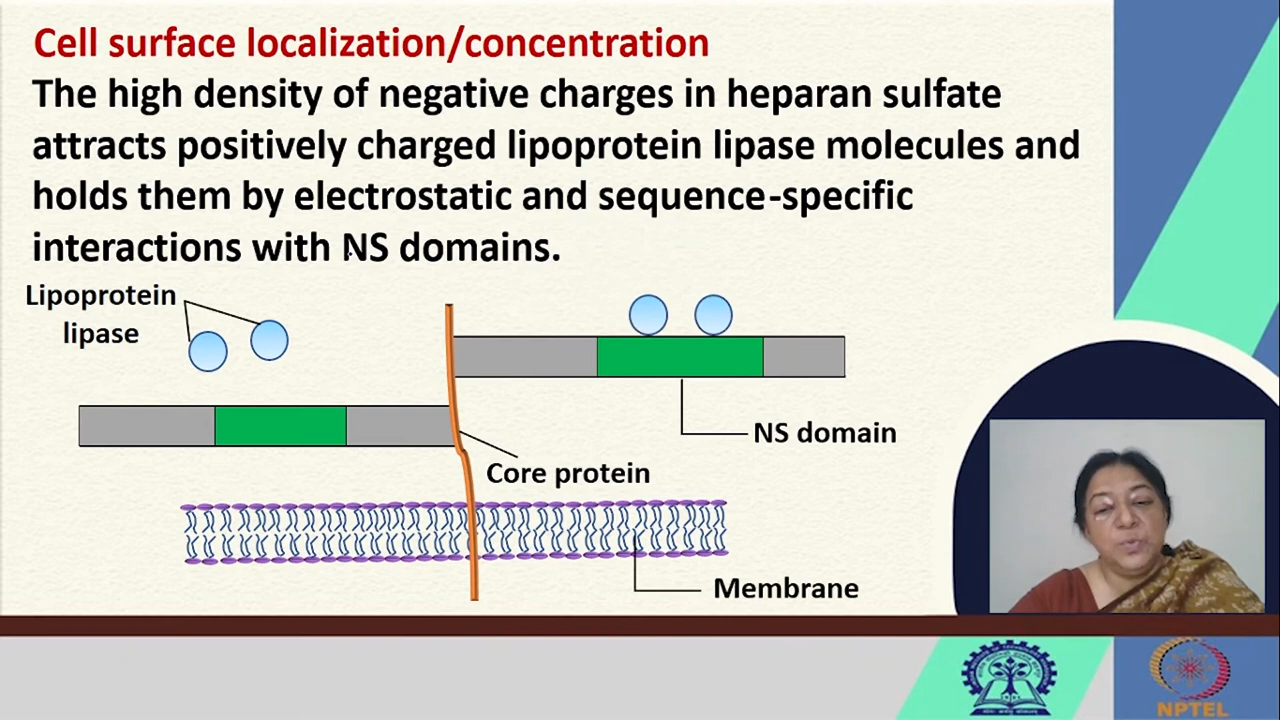 Cell surface localization/concentration
The high density of negative charges in heparan sulfate
attracts positively charged lipoprotein lipase molecules and
holds them by electrostatic and sequence-specific
interactions with NS domains.
Lipoprotein
lipase
NS domain
Core protein
Membrane
NPTEL